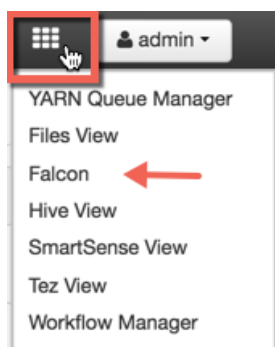 admin
YARN Queue Manager
Files View
Falcon
Hive View
SmartSense View
Tez View
Workflow Manager